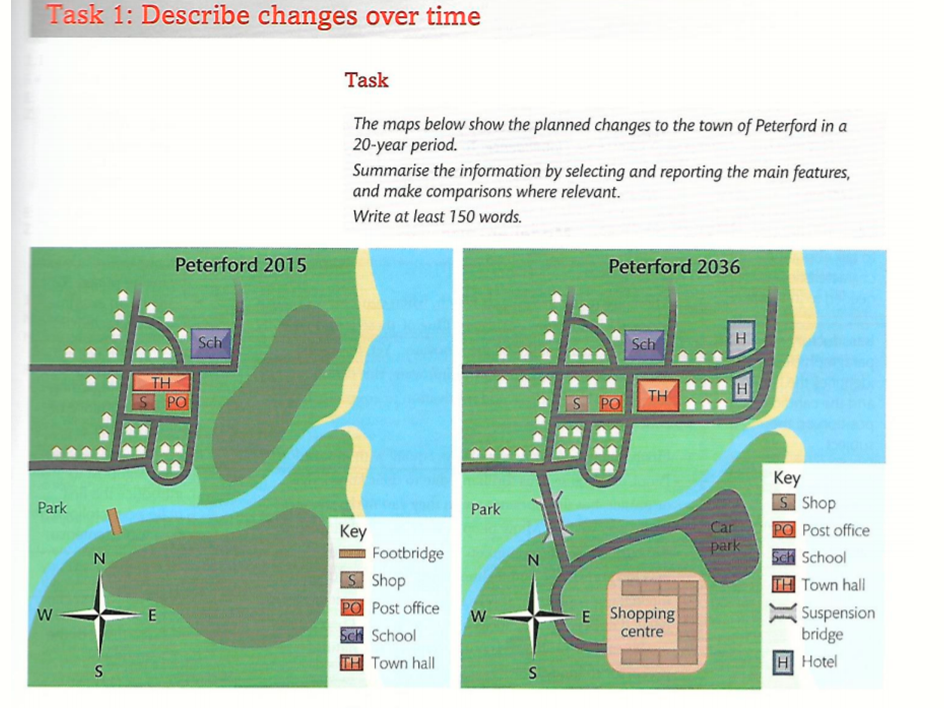 Task 1: Describe changes over time
Task
The maps below show the planned changes to the town of Peterford in a
20-year period.
Summarise the information by selecting and reporting the main features,
and make comparisons where relevant.
Write at least 150 words.
Peterford 2015
Sch
TH
S PO
Park
N
W E
S
Key
Footbridge
S Shop
PO Post office
Sch School
TH Town hall
Peterford 2036
Sch
H
H
TH
S PO
Park
Car
park
N
W E
S
Shopping
centre
Key
S Shop
PO Post office
Sch School
TH Town hall
Suspension
bridge
H Hotel